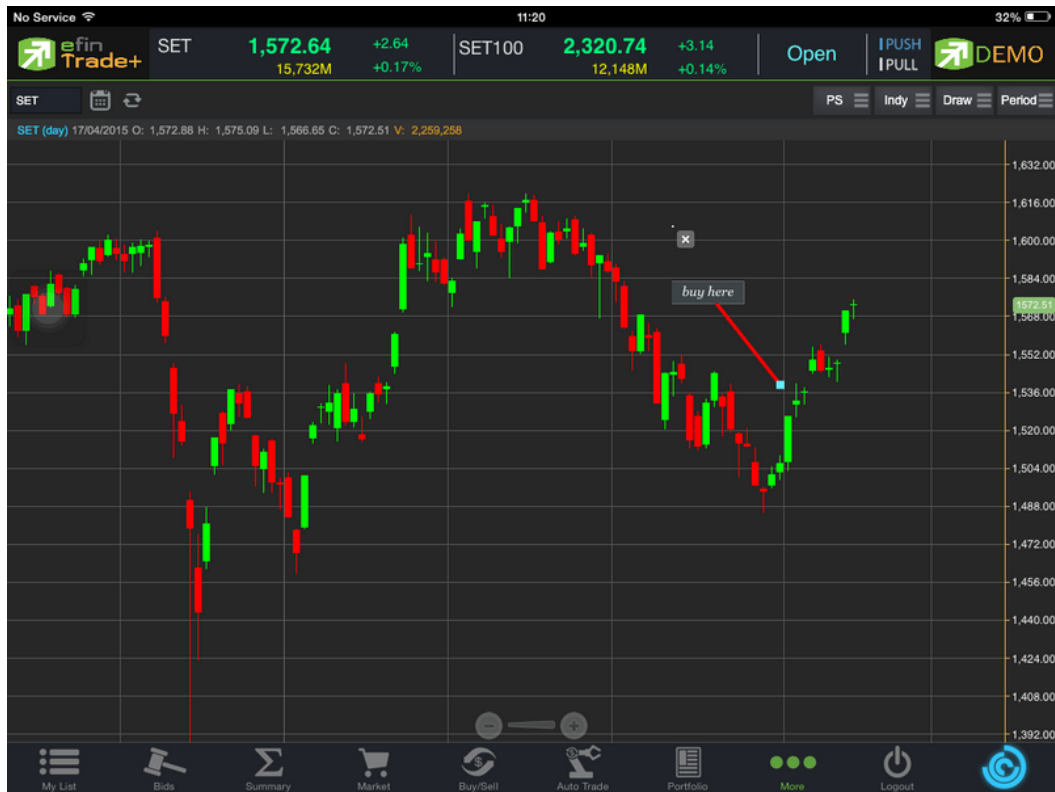 No Service 11:20 32%
efin Trade+ SET 1,572.64 +2.64 SET100 2,320.74 +3.14 Open PUSH DEMO
15,732M +0.17% 12,148M +0.14% PULL
SET PS Indy Draw Period
SET (day) 17/04/2015 O: 1,572.88 H: 1,575.09 L: 1,566.65 C: 1,572.51 V: 2,259,258
1,632.00
1,616.00
1,600.00
1,584.00
buy here
1572.51
1,568.00
1,552.00
1,536.00
1,520.00
1,504.00
1,488.00
1,472.00
1,456.00
1,440.00
1,424.00
1,408.00
1,392.00
My List Bids Summary Market Buy/Sell Auto Trade Portfolio More Logout